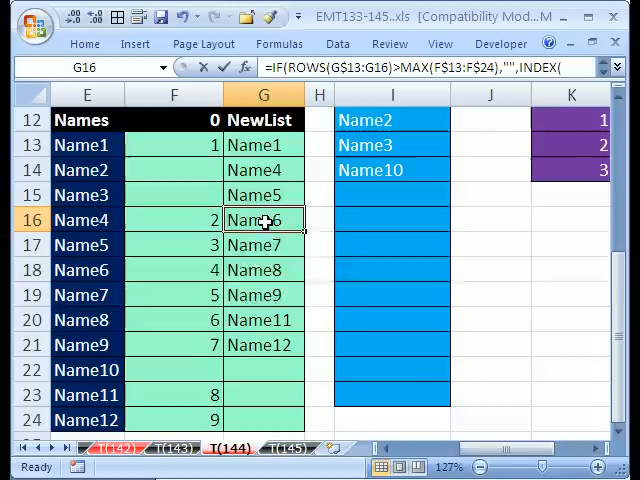 EMT133-145..xls [Compatibility Mod... M
Home Insert Page Layout Formulas Data Review View Developer
G16 fx =IF(ROWS(G$13:G16)>MAX(F$13:F$24),"",INDEX(
E F G H I J K
12 Names 0 NewList Name2 1
13 Name1 1 Name1 Name3 2
14 Name2 Name4 Name10 3
15 Name3 Name5
16 Name4 2 Name6
17 Name5 3 Name7
18 Name6 4 Name8
19 Name7 5 Name9
20 Name8 6 Name11
21 Name9 7 Name12
22 Name10
23 Name11 8
24 Name12 9
T(142) T(143) T(144) T(145)
Ready 127%